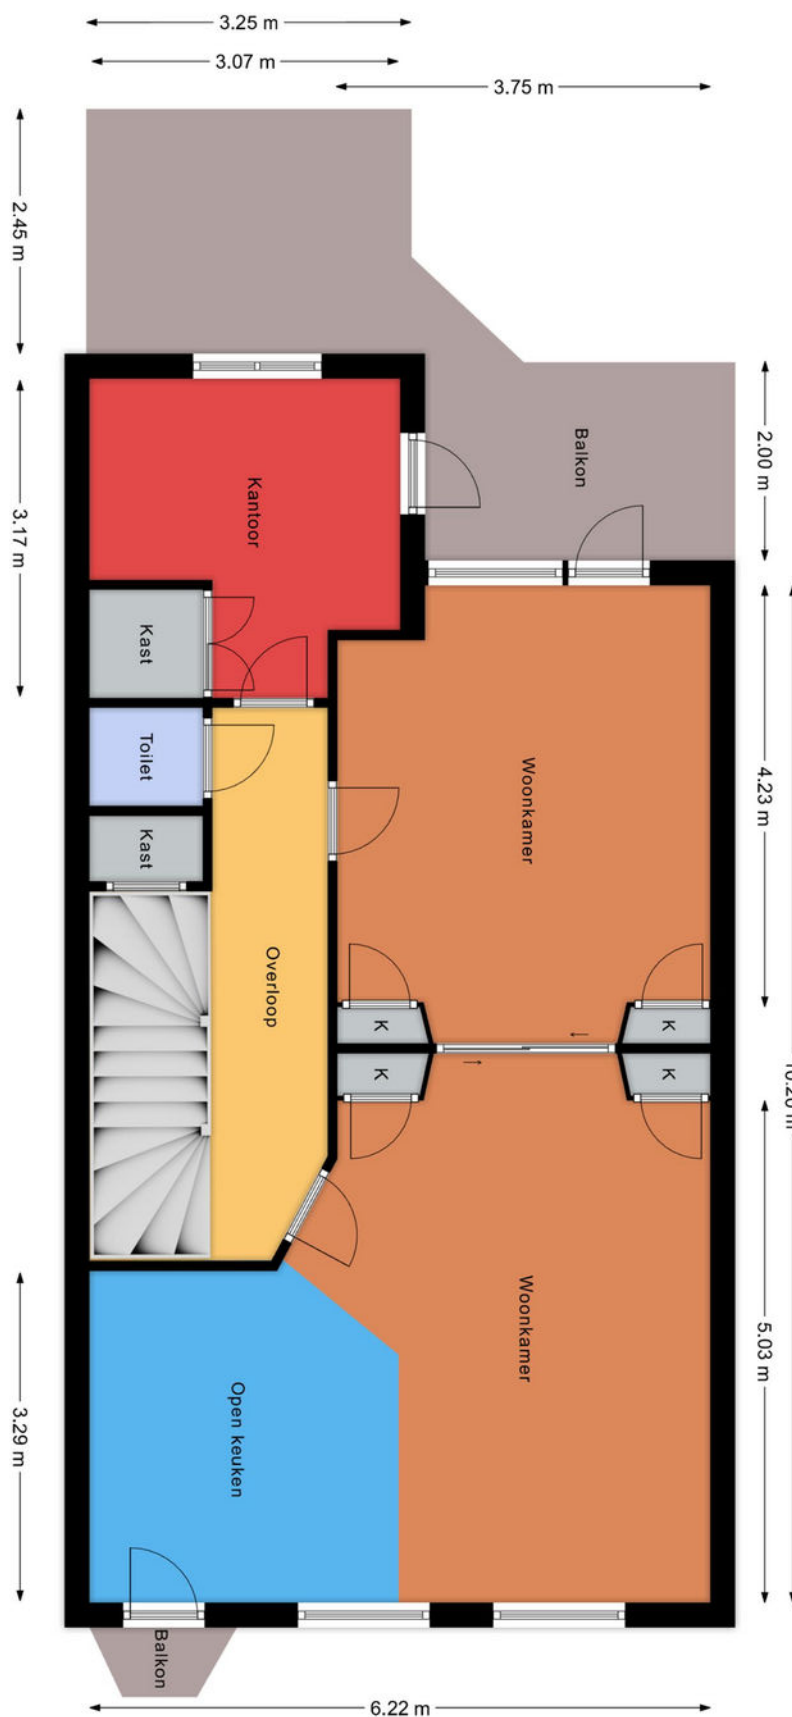 3.25 m
3.07 m
3.75 m
2.45 m
Balkon
2.00 m
Kantoor
3.17 m
Kast
Toilet
Woonkamer
4.23 m
Kast
Overloop
K
K
K
K
Woonkamer
5.03 m
Open keuken
3.29 m
Balkon
6.22 m